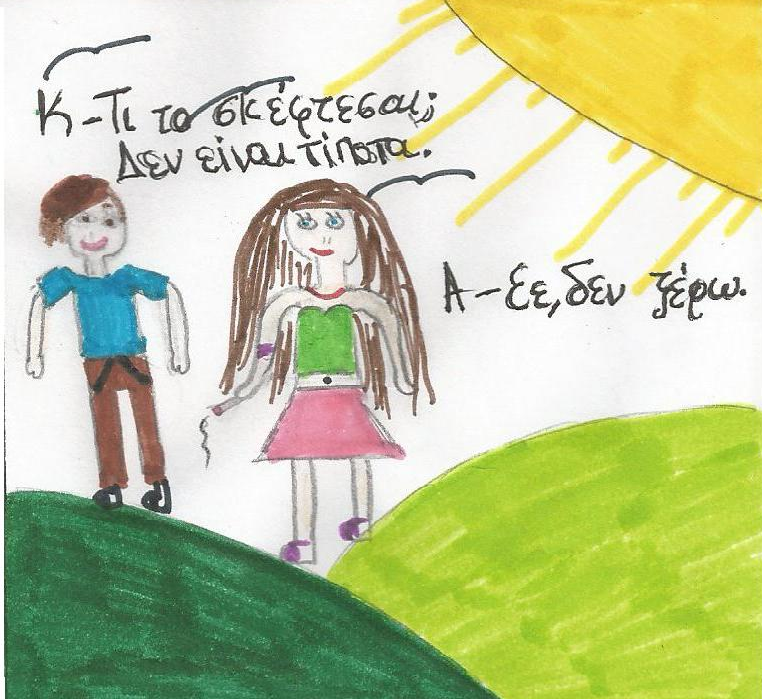 Κ-Τι το σκέφτεσαι;
Δεν είναι τίποτα.
Α-Εε, δεν ξέρω.